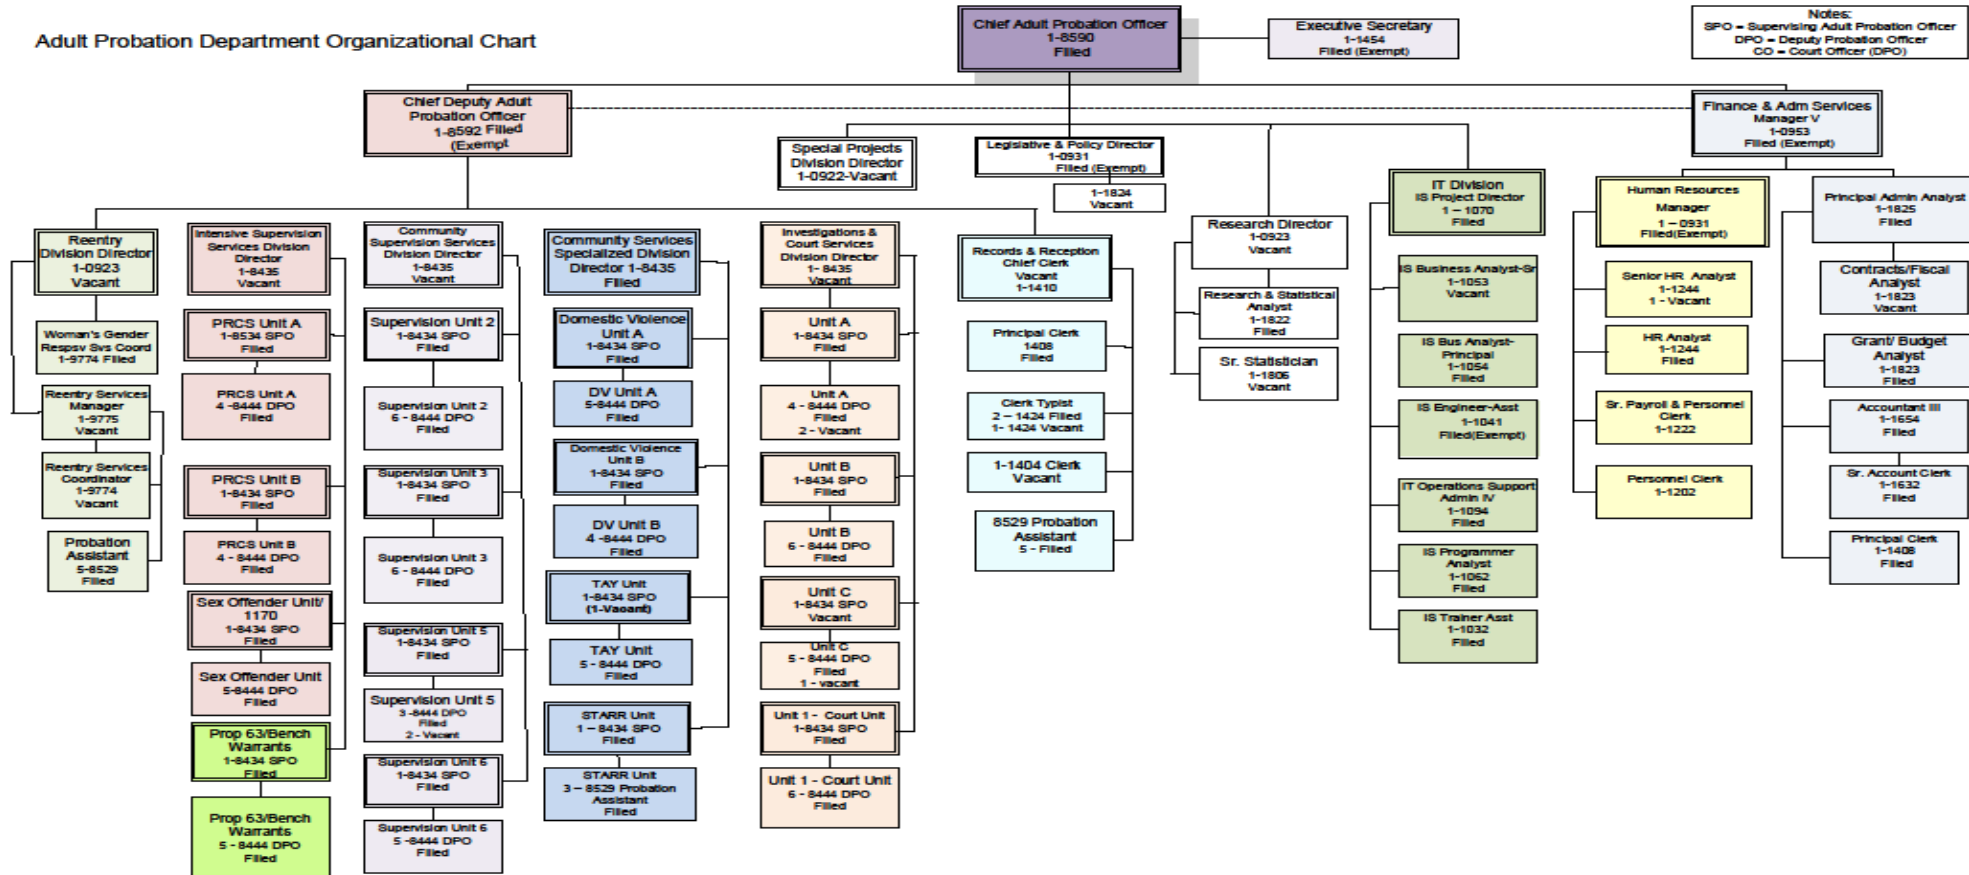 Adult Probation Department Organizational Chart
Chief Adult Probation Officer
1-8590
Filled
Executive Secretary
1-1454
Filled (Exempt)
Notes:
SPO = Supervising Adult Probation Officer
DPO = Deputy Probation Officer
CO = Court Officer (DPO)
Chief Deputy Adult
Probation Officer
1-8592 Filled
(Exempt
Finance & Adm Services
Manager V
1-0953
Filled (Exempt)
Special Projects
Division Director
1-0922-Vacant
Legislative & Policy Director
1-0931
Filled (Exempt)
1-1824
Vacant
Reentry
Division Director
1-0923
Vacant
Woman's Gender
Respsv Svs Coord
1-9774 Filled
Reentry Services
Manager
1-9775
Vacant
Reentry Services
Coordinator
1-9774
Vacant
Probation
Assistant
5-8529
Filled
Intensive Supervision
Services Division
Director
1-8435
Vacant
PRCS Unit A
1-8534 SPO
Filled
PRCS Unit A
4 -8444 DPO
Filled
PRCS Unit B
1-8434 SPO
Filled
PRCS Unit B
4 - 8444 DPO
Filled
Sex Offender Unit/
1170
1-8434 SPO
Filled
Sex Offender Unit
5-8444 DPO
Filled
Prop 63/Bench
Warrants
1-8434 SPO
Filled
Prop 63/Bench
Warrants
5 - 8444 DPO
Filled
Community
Supervision Services
Division Director
1-8435
Vacant
Supervision Unit 2
1-8434 SPO
Filled
Supervision Unit 2
6 - 8444 DPO
Filled
Supervision Unit 3
1-8434 SPO
Filled
Supervision Unit 3
6 - 8444 DPO
Filled
Supervision Unit 5
1-8434 SPO
Filled
Supervision Unit 5
3 -8444 DPO
Filled
2 - Vacant
Supervision Unit 6
1-8434 SPO
Filled
Supervision Unit 6
5 -8444 DPO
Filled
Community Services
Specialized Division
Director 1-8435
Filled
Domestic Violence
Unit A
1-8434 SPO
Filled
DV Unit A
5-8444 DPO
Filled
Domestic Violence
Unit B
1-8434 SPO
Filled
DV Unit B
4 -8444 DPO
Filled
TAY Unit
1-8434 SPO
(1-Vacant)
TAY Unit
5 - 8444 DPO
Filled
STARR Unit
1 – 8434 SPO
Filled
STARR Unit
3 – 8529 Probation
Assistant
Filled
Investigations &
Court Services
Division Director
1- 8435
Vacant
Unit A
1-8434 SPO
Filled
Unit A
4 - 8444 DPO
Filled
2 - Vacant
Unit B
1-8434 SPO
Filled
Unit B
6 - 8444 DPO
Filled
Unit C
1-8434 SPO
Vacant
Unit C
5 - 8444 DPO
Filled
1 - vacant
Unit 1 - Court Unit
1-8434 SPO
Filled
Unit 1 - Court Unit
6 - 8444 DPO
Filled
Records & Reception
Chief Clerk
Vacant
1-1410
Principal Clerk
1408
Filled
Clerk Typist
2 – 1424 Filled
1- 1424 Vacant
1-1404 Clerk
Vacant
8529 Probation
Assistant
5 - Filled
Research Director
1-0923
Vacant
Research & Statistical
Analyst
1-1822
Filled
Sr. Statistician
1-1806
Vacant
IT Division
IS Project Director
1 – 1070
Filled
IS Business Analyst-Sr
1-1053
Vacant
IS Bus Analyst-
Principal
1-1054
Filled
IS Engineer-Asst
1-1041
Filled(Exempt)
IT Operations Support
Admin IV
1-1094
Filled
IS Programmer
Analyst
1-1062
Filled
IS Trainer Asst
1-1032
Filled
Human Resources
Manager
1 – 0931
Filled(Exempt)
Senior HR Analyst
1-1244
1 - Vacant
HR Analyst
1-1244
Filled
Sr. Payroll & Personnel
Clerk
1-1222
Personnel Clerk
1-1202
Principal Admin Analyst
1-1825
Filled
Contracts/Fiscal
Analyst
1-1823
Vacant
Grant/ Budget
Analyst
1-1823
Filled
Accountant III
1-1654
Filled
Sr. Account Clerk
1-1632
Filled
Principal Clerk
1-1408
Filled